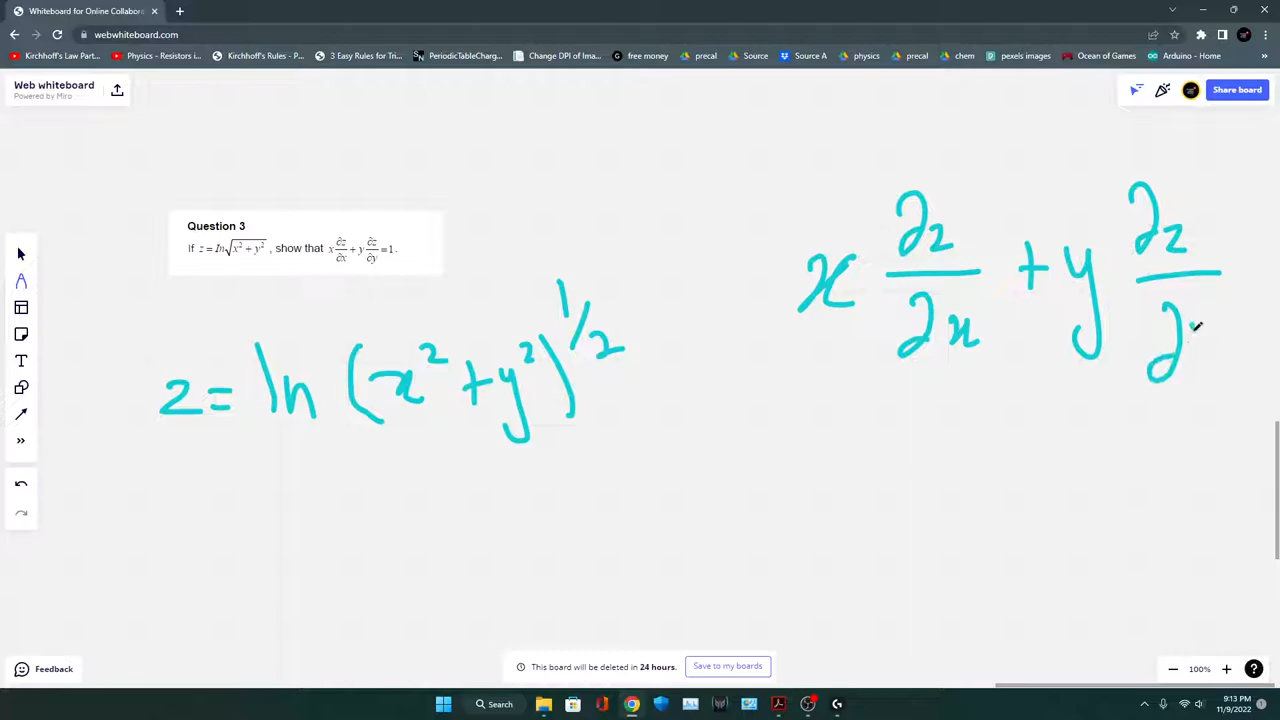 Whiteboard for Online Collabora
webwhiteboard.com
Kirchhoff's Law Part... Physics - Resistors i... Kirchhoff's Rules - P... 3 Easy Rules for Tri... PeriodicTableCharg... Change DPI of Ima... free money precal Source Source A physics precal chem pexels images Ocean of Games Arduino - Home
Web whiteboard
Powered by Miro
Share board
Question 3
If z = ln√(x² + y²), show that x ∂z/∂x + y ∂z/∂y = 1.
x ∂z/∂x + y ∂z/∂
z = ln (x² + y²)^1/2
Feedback
This board will be deleted in 24 hours. Save to my boards
100%
Search
9:13 PM
11/9/2022